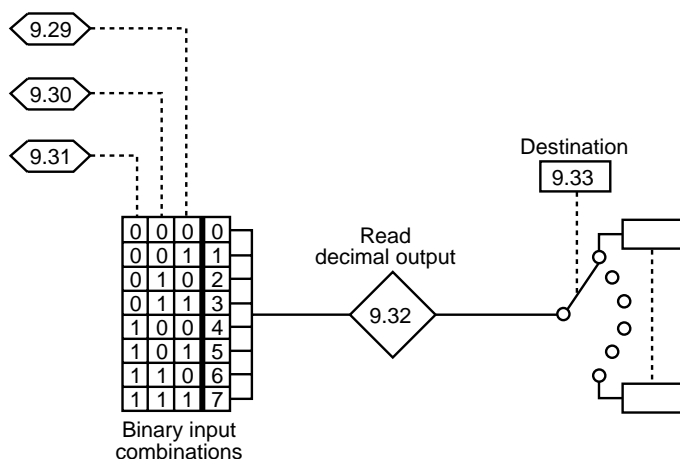 9.29
9.30
9.31
Destination
9.33
Read
decimal output
9.32
0 0 0 0
0 0 1 1
0 1 0 2
0 1 1 3
1 0 0 4
1 0 1 5
1 1 0 6
1 1 1 7
Binary input
combinations